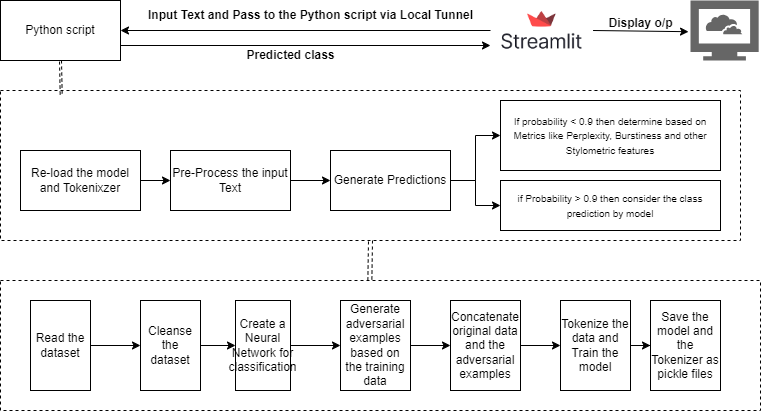 Input Text and Pass to the Python script via Local Tunnel
Python script
Predicted class
Streamlit
Display o/p
Re-load the model
and Tokenixzer
Pre-Process the input
Text
Generate Predictions
If probability < 0.9 then determine based on
Metrics like Perplexity, Burstiness and other
Stylometric features
if Probability > 0.9 then consider the class
prediction by model
Read the
dataset
Cleanse
the
dataset
Create a
Neural
Network for
classification
Generate
adversarial
examples
based on
the training
data
Concatenate
original data
and the
adversarial
examples
Tokenize the
data and
Train the
model
Save the
model and
the
Tokenizer as
pickle files